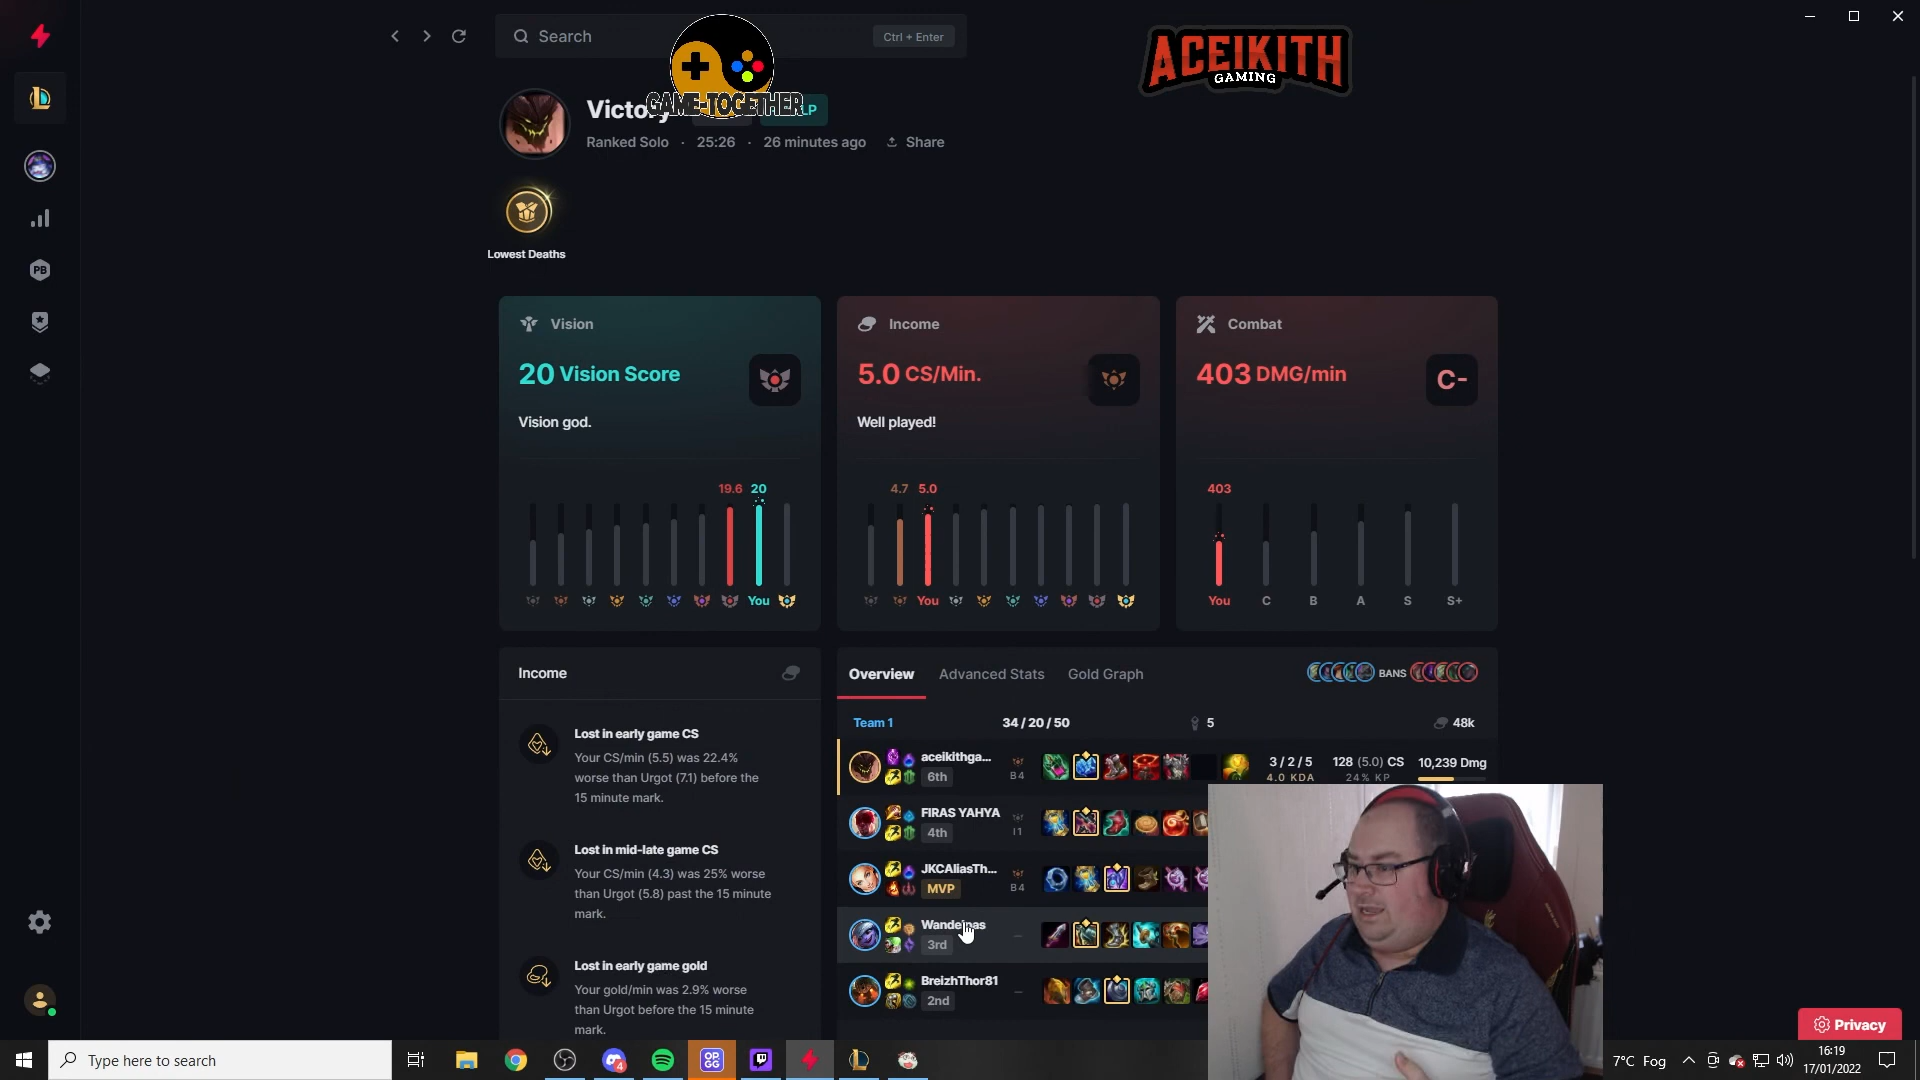 Search
Ctrl + Enter
GAME-TOGETHER
ACEIKITH
GAMING
Victory
LP
Ranked Solo · 25:26 · 26 minutes ago
Share
Lowest Deaths
Vision
20 Vision Score
Vision god.
19.6 20
You
Income
5.0 CS/Min.
Well played!
4.7 5.0
You
Combat
403 DMG/min
C-
403
You C B A S S+
Income
Lost in early game CS
Your CS/min (5.5) was 22.4%
worse than Urgot (7.1) before the
15 minute mark.
Lost in mid-late game CS
Your CS/min (4.3) was 25% worse
than Urgot (5.8) past the 15 minute
mark.
Lost in early game gold
Your gold/min was 2.9% worse
than Urgot before the 15 minute
mark.
Overview Advanced Stats Gold Graph
BANS
Team 1 34 / 20 / 50 5 48k
aceikithga...
6th
B4
3 / 2 / 5
4.0 KDA
128 (5.0) CS
24% KP
10,239 Dmg
FIRAS YAHYA
4th
I1
JKCAliasTh...
MVP
B4
3rd
BreizhThor81
2nd
PB
Privacy
Type here to search
OP.GG
4
7°C Fog
16:19
17/01/2022